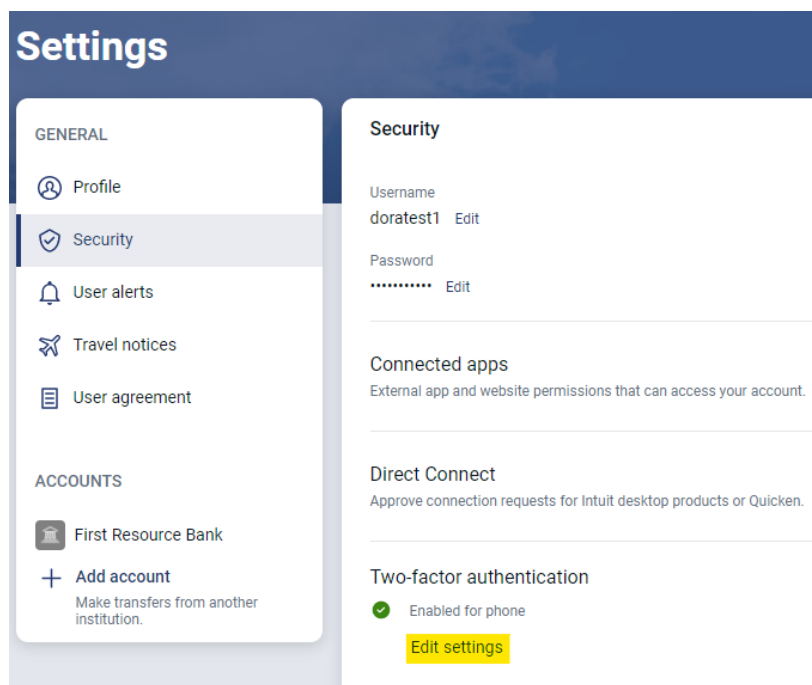 Settings
GENERAL
Profile
Security
User alerts
Travel notices
User agreement
ACCOUNTS
First Resource Bank
Add account
Make transfers from another
institution.
Security
Username
doratest1 Edit
Password
••••••••••• Edit
Connected apps
External app and website permissions that can access your account.
Direct Connect
Approve connection requests for Intuit desktop products or Quicken.
Two-factor authentication
Enabled for phone
Edit settings